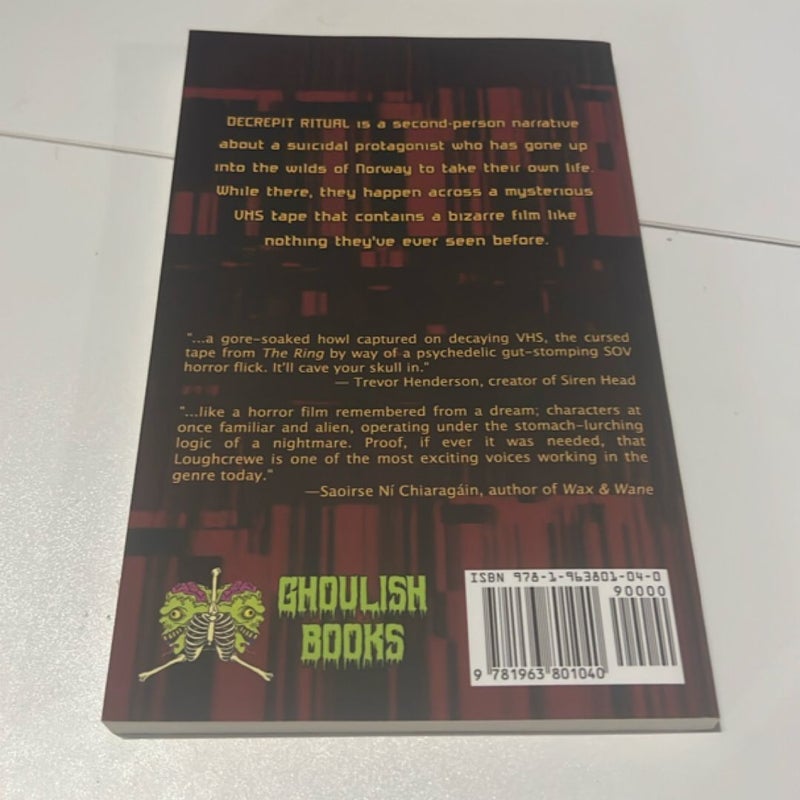 DECREPIT RITUAL is a second-person narrative
about a suicidal protagonist who has gone up
into the wilds of Norway to take their own life.
While there, they happen across a mysterious
VHS tape that contains a bizarre film like
nothing they've ever seen before.
"...a gore-soaked howl captured on decaying VHS, the cursed
tape from The Ring by way of a psychedelic gut-stomping SOV
horror flick. It'll cave your skull in."
— Trevor Henderson, creator of Siren Head
"...like a horror film remembered from a dream; characters at
once familiar and alien, operating under the stomach-lurching
logic of a nightmare. Proof, if ever it was needed, that
Loughcrewe is one of the most exciting voices working in the
genre today."
—Saoirse Ní Chiaragáin, author of Wax & Wane
GHOULISH
BOOKS
ISBN 978-1-963801-04-0
90000
9 781963 801040